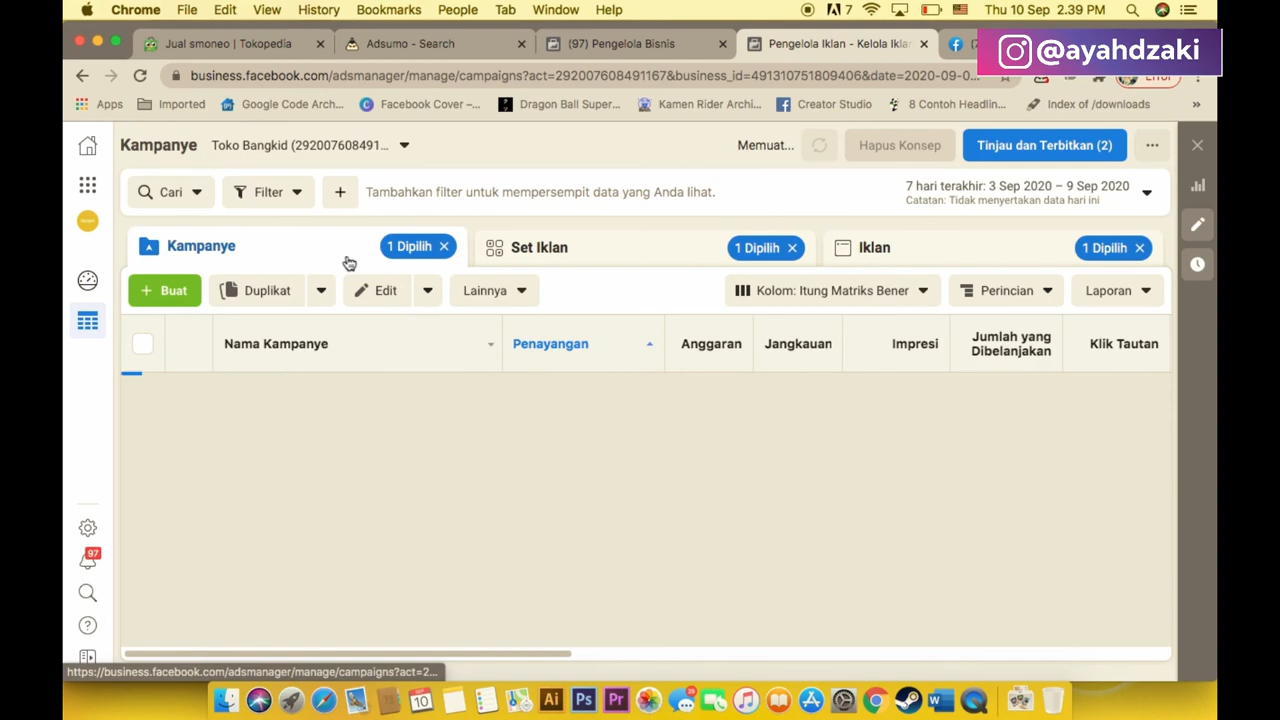 Chrome File Edit View History Bookmarks People Tab Window Help
7 Thu 10 Sep 2.39 PM
Jual smoneo | Tokopedia
Adsumo - Search
(97) Pengelola Bisnis
Pengelola Iklan - Kelola Iklan
@ayahdzaki
business.facebook.com/adsmanager/manage/campaigns?act=292007608491167&business_id=491310751809406&date=2020-09-0...
Error
Apps Imported Google Code Arch... Facebook Cover –... Dragon Ball Super... Kamen Rider Archi... Creator Studio 8 Contoh Headlin... Index of /downloads »
Kampanye Toko Bangkid (292007608491... Memuat... Hapus Konsep Tinjau dan Terbitkan (2) ...
Cari Filter + Tambahkan filter untuk mempersempit data yang Anda lihat.
7 hari terakhir: 3 Sep 2020 – 9 Sep 2020
Catatan: Tidak menyertakan data hari ini
Kampanye 1 Dipilih Set Iklan 1 Dipilih Iklan 1 Dipilih
+ Buat Duplikat Edit Lainnya Kolom: Itung Matriks Bener Perincian Laporan
Nama Kampanye Penayangan Anggaran Jangkauan Impresi Jumlah yang Dibelanjakan Klik Tautan
97
https://business.facebook.com/adsmanager/manage/campaigns?act=2...
10
Ai Ps Pr
W